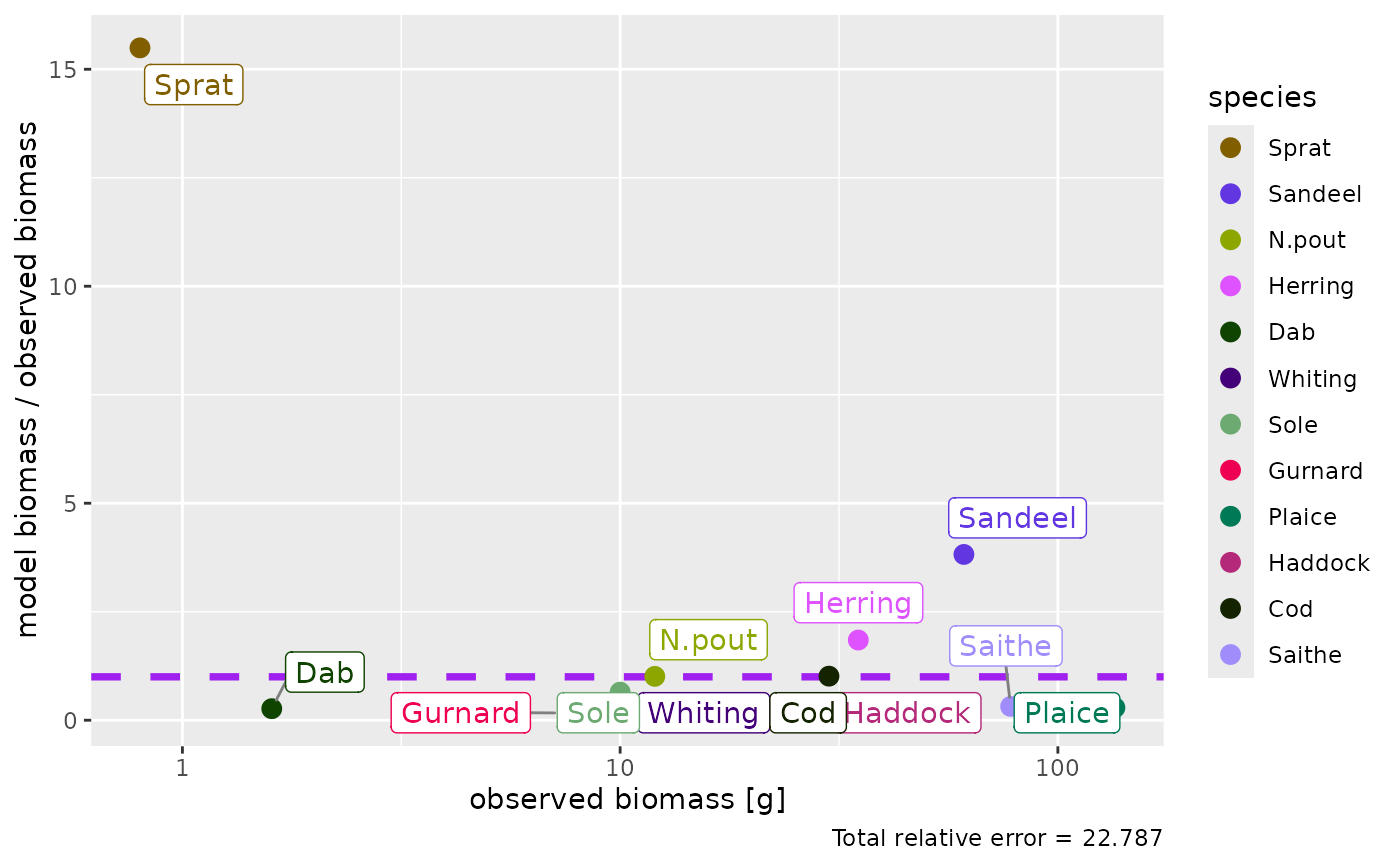 15
10
5
0
model biomass / observed biomass
Sprat
Sandeel
Herring
N.pout
Saithe
Dab
Gurnard
Sole
Whiting
Cod
Haddock
Plaice
1
10
100
observed biomass [g]
Total relative error = 22.787
species
Sprat
Sandeel
N.pout
Herring
Dab
Whiting
Sole
Gurnard
Plaice
Haddock
Cod
Saithe